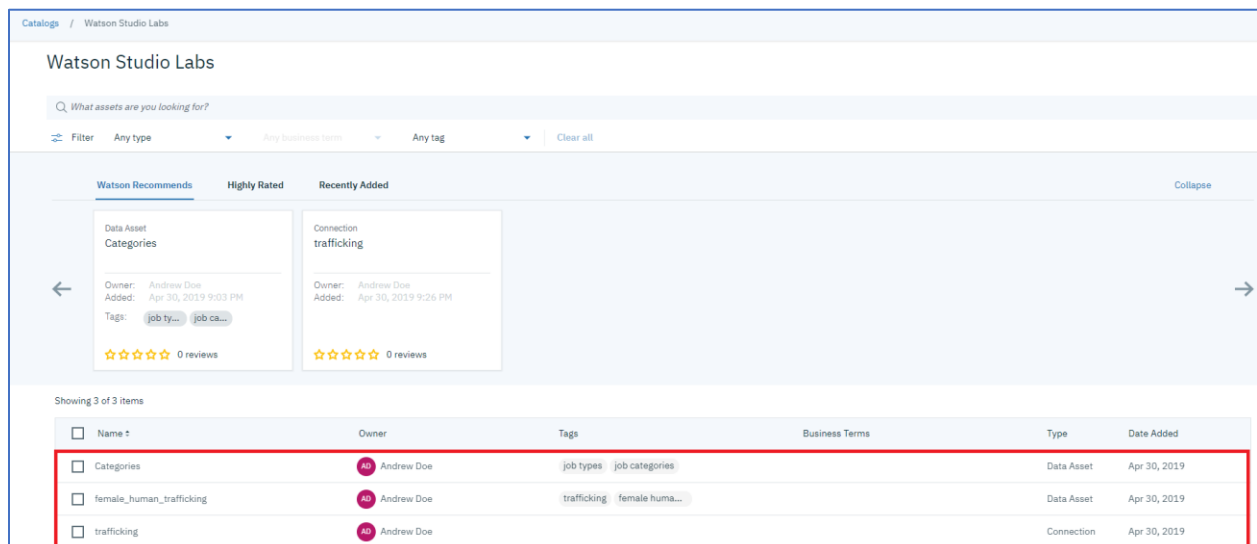 Catalogs / Watson Studio Labs
Watson Studio Labs
What assets are you looking for?
Filter Any type Any business term Any tag Clear all
Watson Recommends Highly Rated Recently Added Collapse
Data Asset
Categories
Owner: Andrew Doe
Added: Apr 30, 2019 9:03 PM
Tags: job ty... job ca...
0 reviews
Connection
trafficking
Owner: Andrew Doe
Added: Apr 30, 2019 9:26 PM
0 reviews
Showing 3 of 3 items
Name Owner Tags Business Terms Type Date Added
Categories AD Andrew Doe job types job categories Data Asset Apr 30, 2019
female_human_trafficking AD Andrew Doe trafficking female huma... Data Asset Apr 30, 2019
trafficking AD Andrew Doe Connection Apr 30, 2019